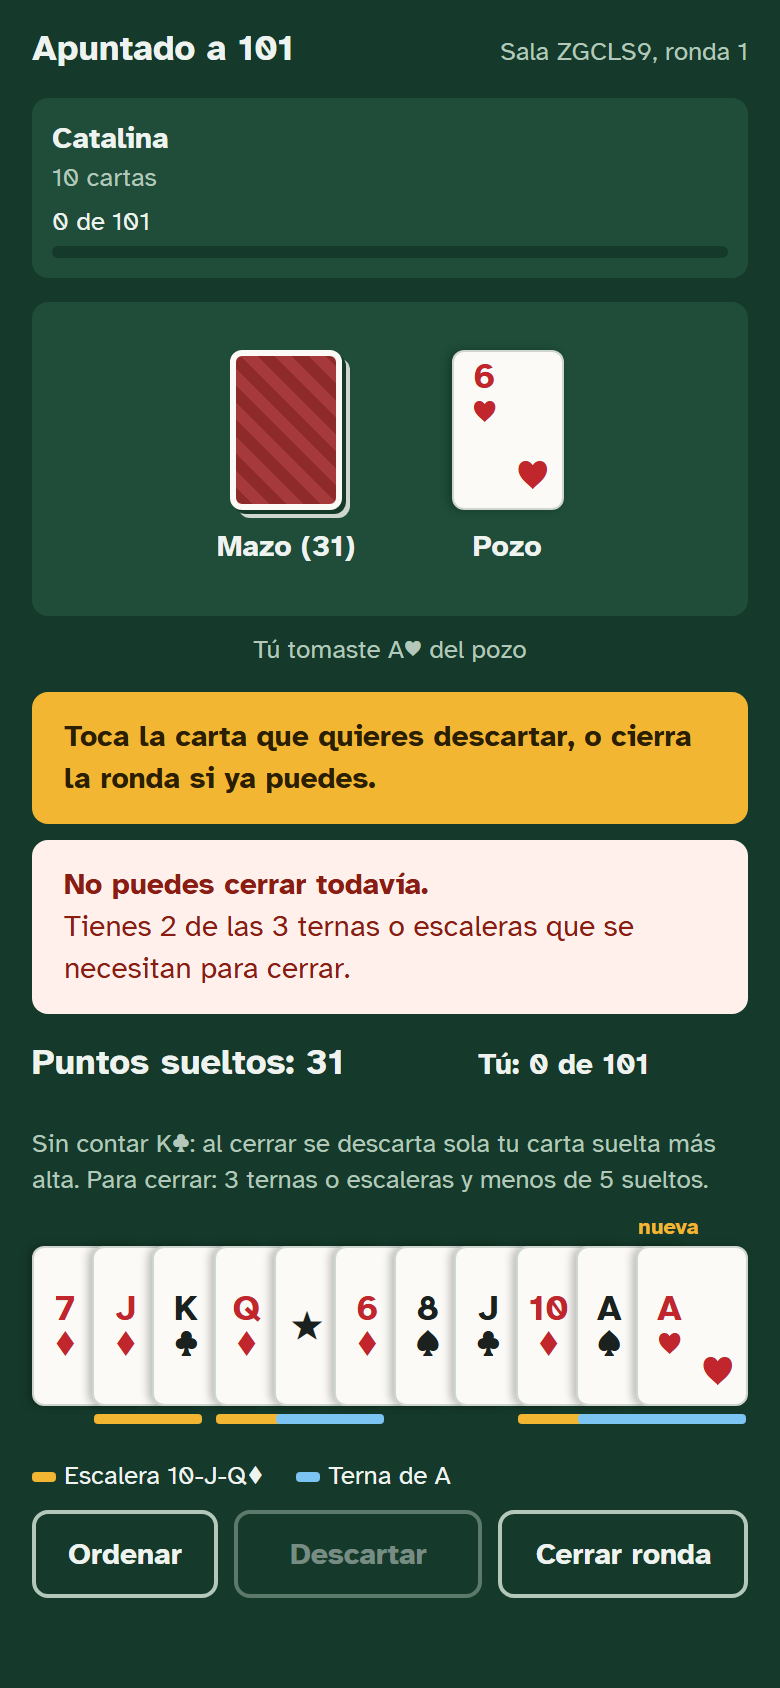 Apuntado a 101
Sala ZGCLS9, ronda 1
Catalina
10 cartas
0 de 101
6♥
Mazo (31)
Pozo
Tú tomaste A♥ del pozo
Toca la carta que quieres descartar, o cierra
la ronda si ya puedes.
No puedes cerrar todavía.
Tienes 2 de las 3 ternas o escaleras que se
necesitan para cerrar.
Puntos sueltos: 31
Tú: 0 de 101
Sin contar K♣: al cerrar se descarta sola tu carta suelta más
alta. Para cerrar: 3 ternas o escaleras y menos de 5 sueltos.
nueva
7♦ J♦ K♣ Q♦ ★ 6♦ 8♠ J♣ 10♦ A♠ A♥
Escalera 10-J-Q♦
Terna de A
Ordenar
Descartar
Cerrar ronda